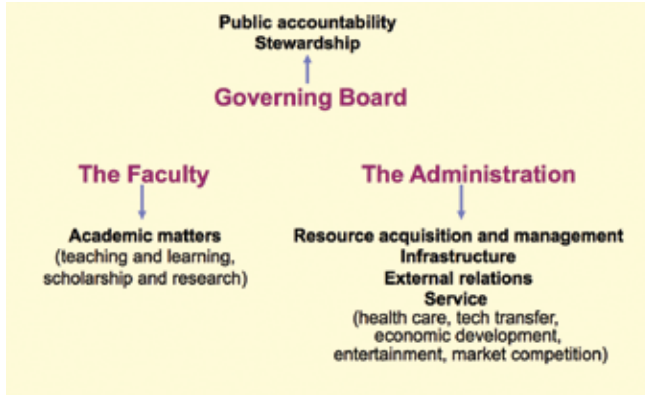 Public accountability
Stewardship
Governing Board
The Faculty
Academic matters
(teaching and learning,
scholarship and research)
The Administration
Resource acquisition and management
Infrastructure
External relations
Service
(health care, tech transfer,
economic development,
entertainment, market competition)